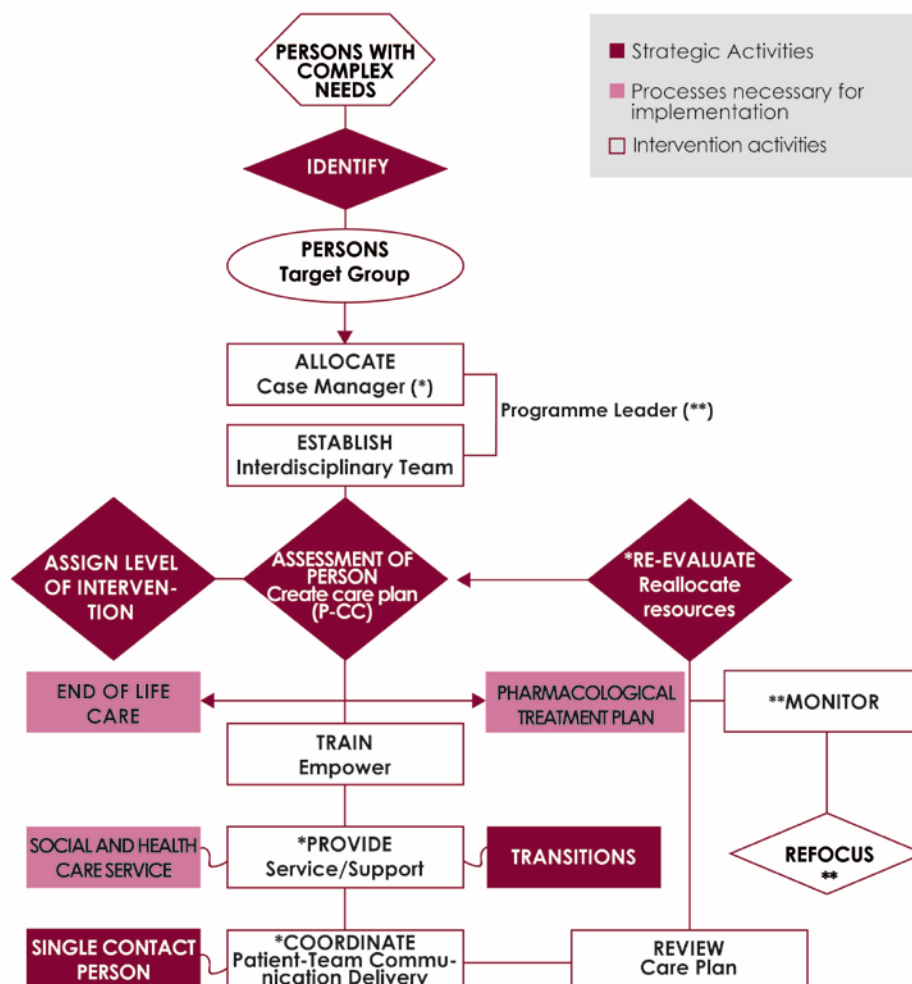 PERSONS WITH
COMPLEX
NEEDS
Strategic Activities
Processes necessary for
implementation
Intervention activities
IDENTIFY
PERSONS
Target Group
ALLOCATE
Case Manager (*)
Programme Leader (**)
ESTABLISH
Interdisciplinary Team
ASSIGN LEVEL
OF INTERVEN-
TION
ASSESSMENT OF
PERSON
Create care plan
(P-CC)
*RE-EVALUATE
Reallocate
resources
END OF LIFE
CARE
PHARMACOLOGICAL
TREATMENT PLAN
**MONITOR
TRAIN
Empower
SOCIAL AND HEALTH
CARE SERVICE
*PROVIDE
Service/Support
TRANSITIONS
REFOCUS
**
SINGLE CONTACT
PERSON
*COORDINATE
Patient-Team Commu-
nication Delivery
REVIEW
Care Plan